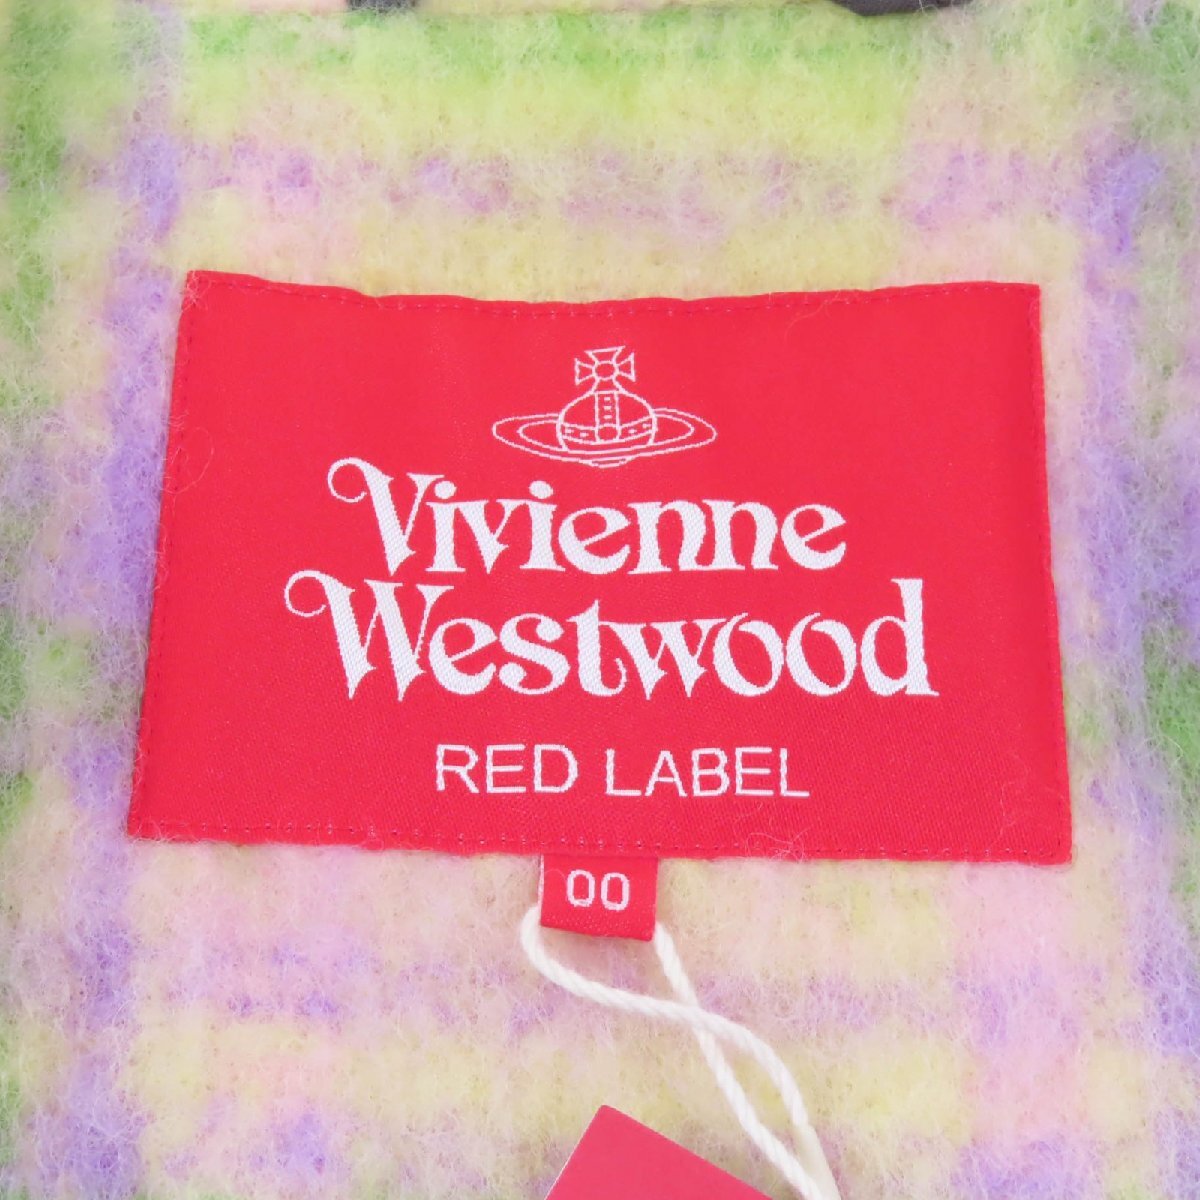 Vivienne
Westwood
RED LABEL
00